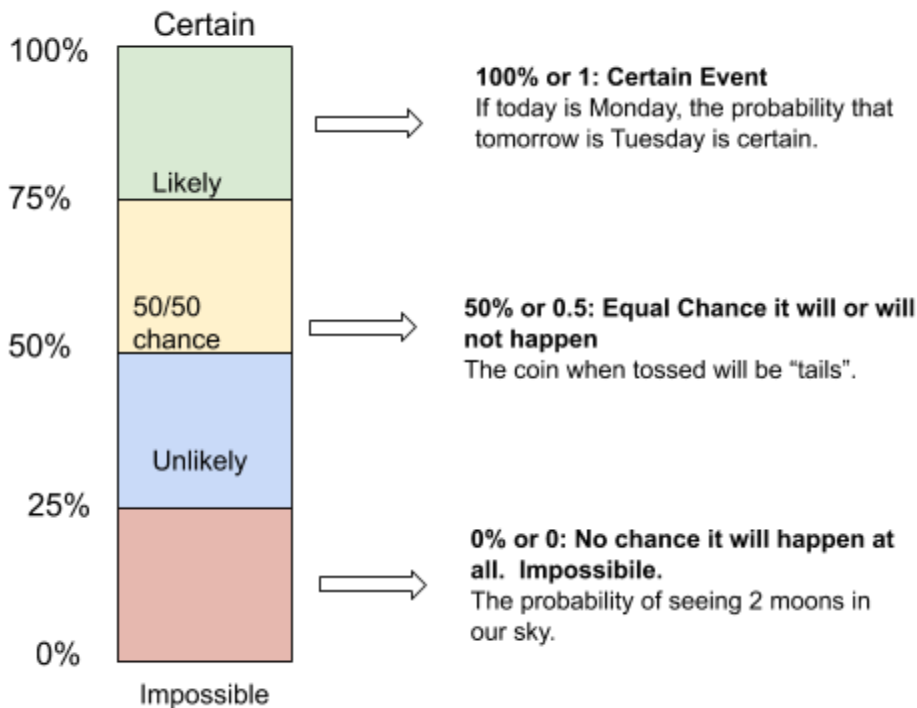 Certain
100%
100% or 1: Certain Event
If today is Monday, the probability that
tomorrow is Tuesday is certain.
Likely
75%
50/50
chance
50%
50% or 0.5: Equal Chance it will or will
not happen
The coin when tossed will be “tails”.
Unlikely
25%
0% or 0: No chance it will happen at
all.  Impossibile.
The probability of seeing 2 moons in
our sky.
0%
Impossible